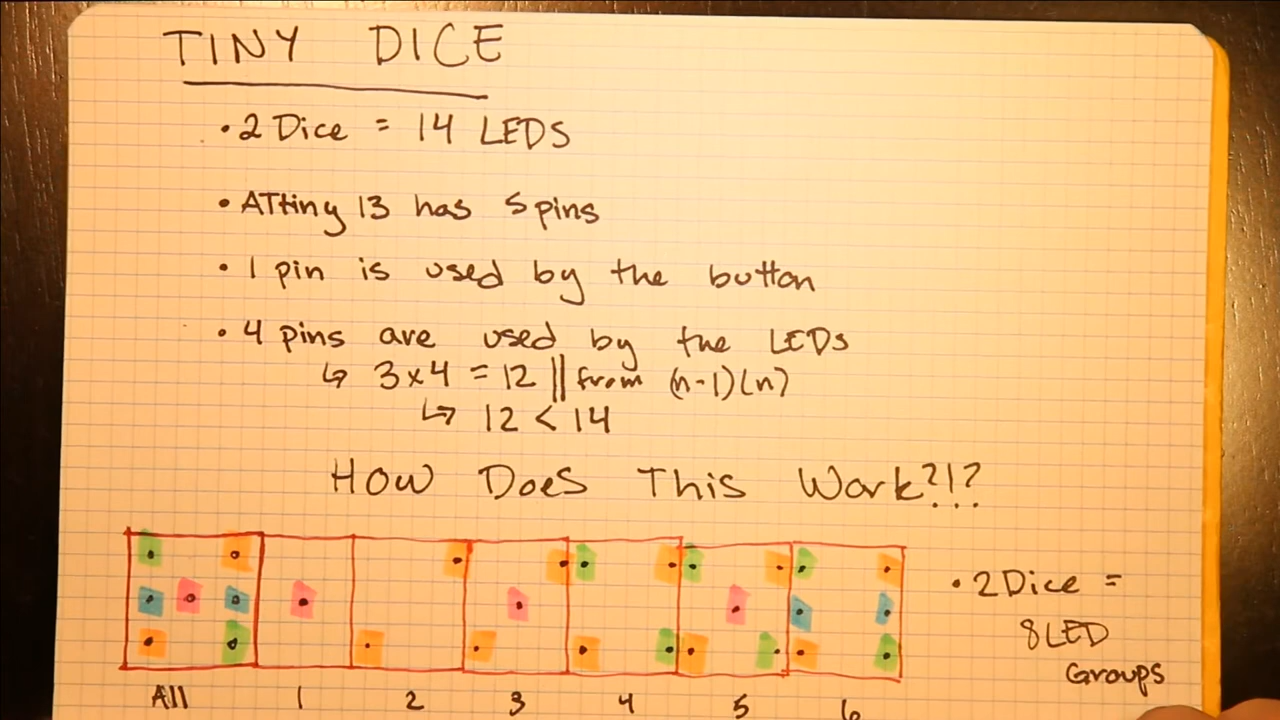 TINY DICE
• 2 Dice = 14 LEDS
• ATtiny 13 has 5 pins
• 1 pin is used by the button
• 4 pins are used by the LEDs
↳ 3x4 = 12 || from (n-1)(n)
↳ 12 < 14
HOW DOES THIS WORK?!?
• 2 Dice =
8 LED
Groups
All 1 2 3 4 5 6